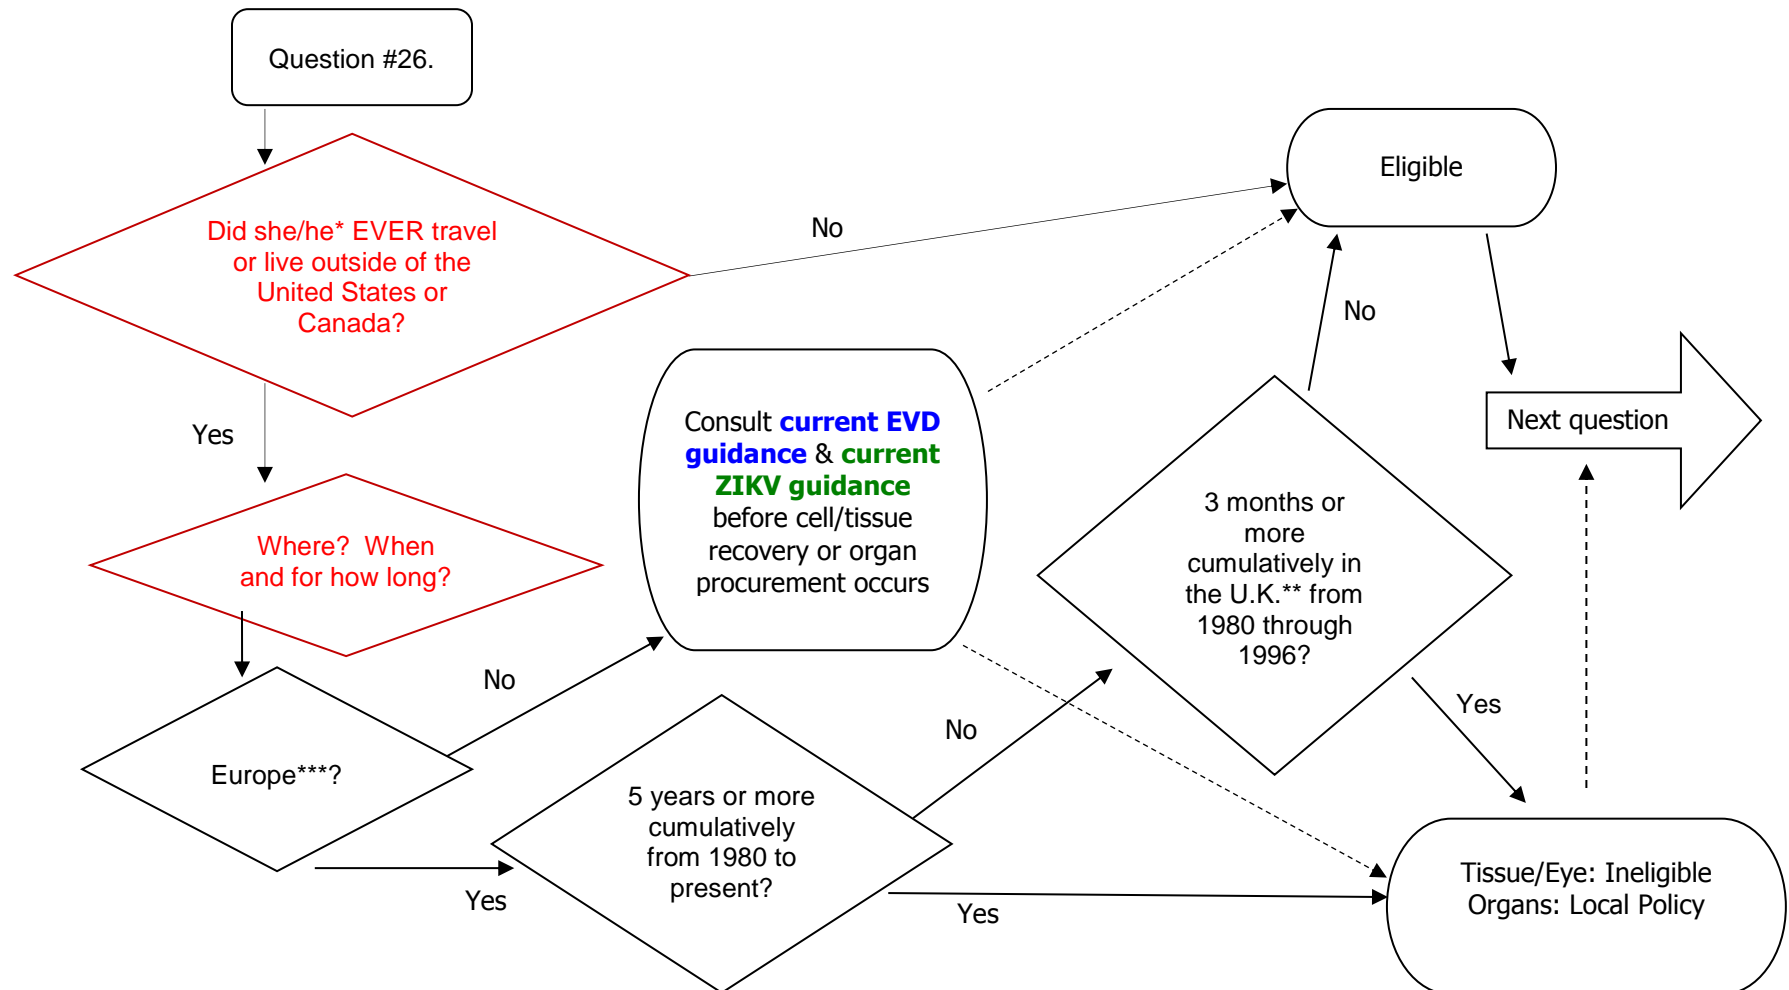 Question #26.
Did she/he* EVER travel
or live outside of the
United States or
Canada?
No
Eligible
Yes
Where?  When
and for how long?
Consult current EVD
guidance & current
ZIKV guidance
before cell/tissue
recovery or organ
procurement occurs
No
Next question
3 months or
more
cumulatively in
the U.K.** from
1980 through
1996?
No
Yes
Europe***?
No
Yes
5 years or more
cumulatively
from 1980 to
present?
Yes
Tissue/Eye: Ineligible
Organs: Local Policy